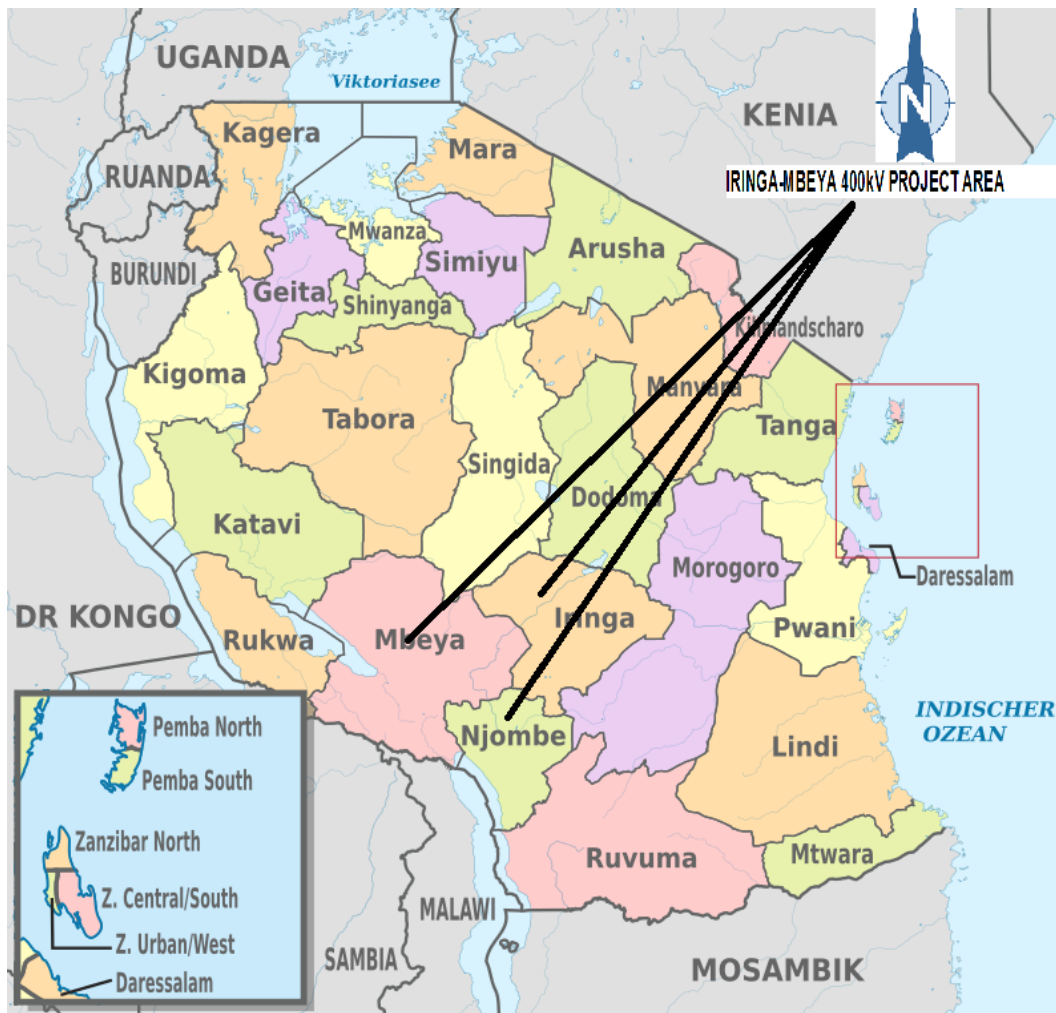 UGANDA
Viktoriasee
N
KENIA
Kagera
Mara
RUANDA
IRINGA-MBEYA 400kV PROJECT AREA
Mwanza
Simiyu
Arusha
BURUNDI
Geita
Shinyanga
Kilimandscharo
Kigoma
Manyara
Tabora
Tanga
Singida
Dodoma
Katavi
Morogoro
Daressalam
DR KONGO
Rukwa
Mbeya
Iringa
Pwani
INDISCHER
OZEAN
Njombe
Lindi
Pemba North
Pemba South
Zanzibar North
Z. Central/South
Z. Urban/West
Daressalam
Ruvuma
Mtwara
MALAWI
SAMBIA
MOSAMBIK